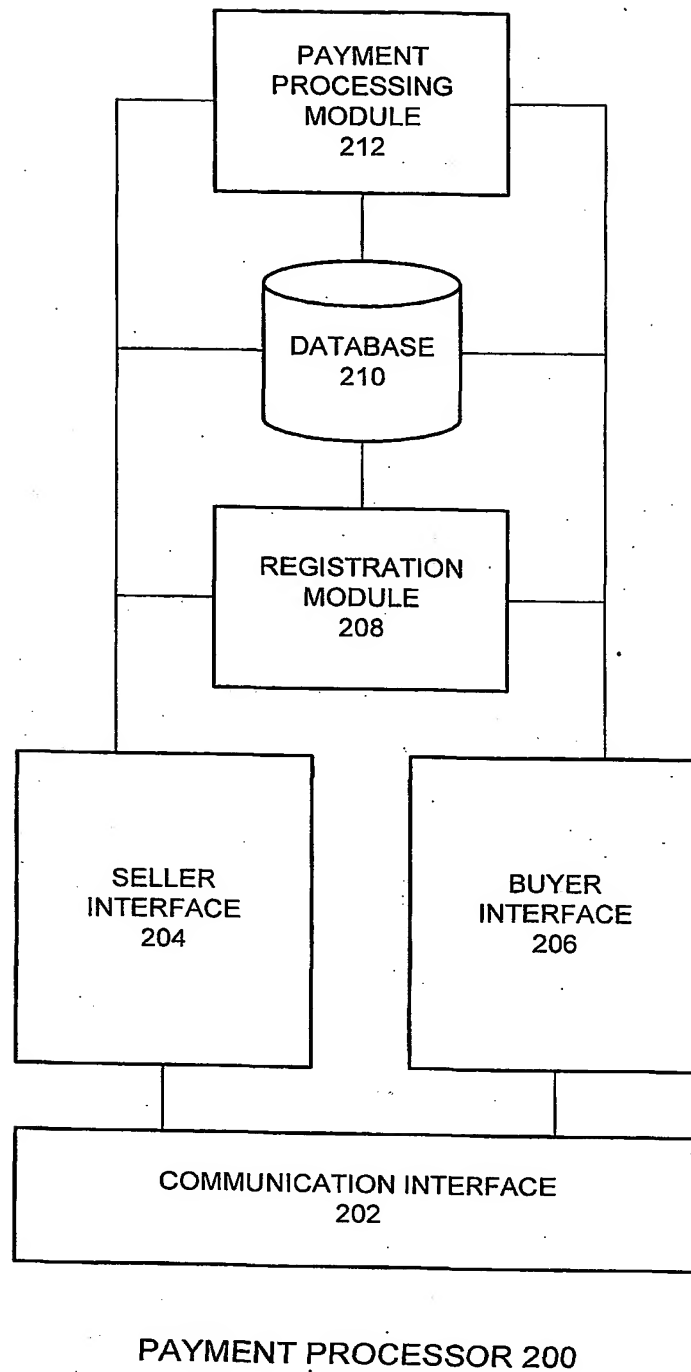 PAYMENT
PROCESSING
MODULE
212
DATABASE
210
REGISTRATION
MODULE
208
SELLER
INTERFACE
204
BUYER
INTERFACE
206
COMMUNICATION INTERFACE
202
PAYMENT PROCESSOR 200